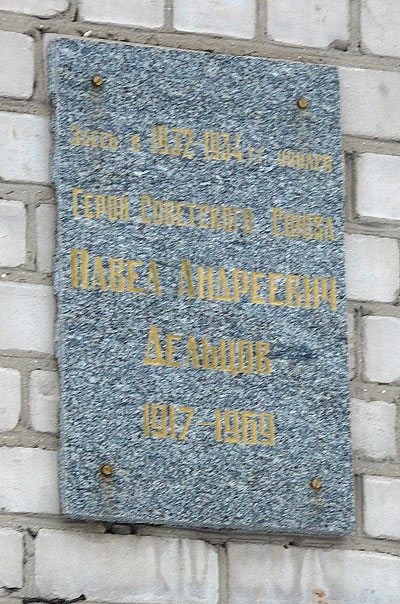 Здесь в 1932-1934 гг. учился
Герой Советского Союза
Павел Андреевич
Дельцов
1917-1969